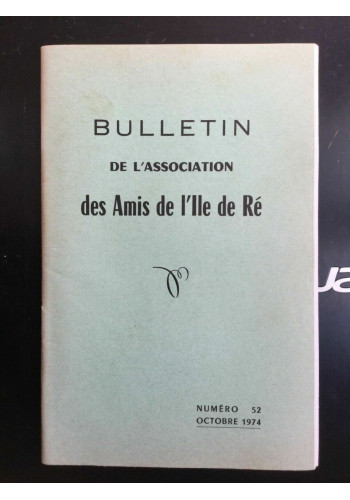 BULLETIN
DE L'ASSOCIATION
des Amis de l'Ile de Ré
NUMÉRO 52
OCTOBRE 1974